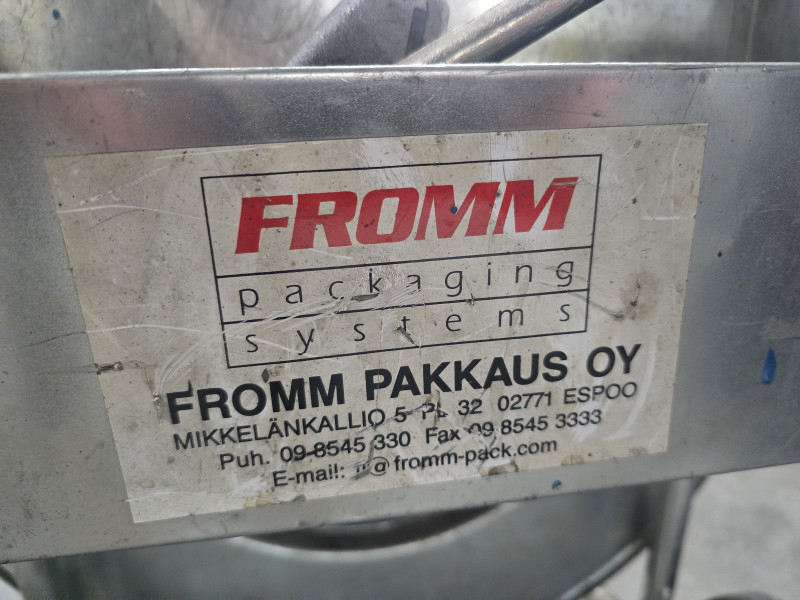 FROMM
packaging
systems
FROMM PAKKAUS OY
MIKKELÄNKALLIO 5 PL 32 02771 ESPOO
Puh. 09-8545 330 Fax 09 8545 3333
E-mail: @fromm-pack.com